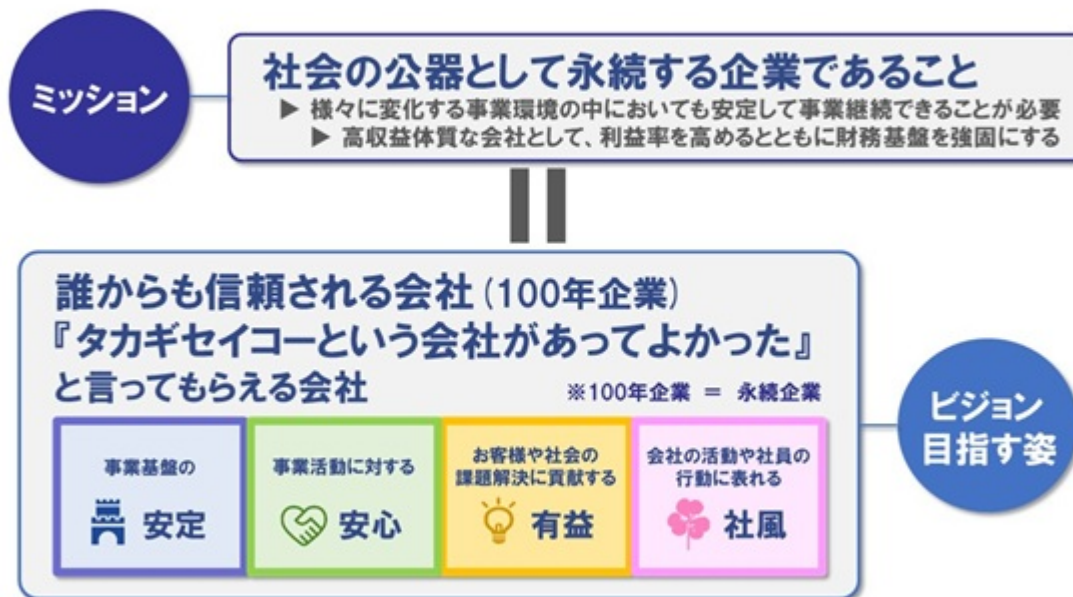 ミッション
社会の公器として永続する企業であること
▶ 様々に変化する事業環境の中においても安定して事業継続できることが必要
▶ 高収益体質な会社として、利益率を高めるとともに財務基盤を強固にする
誰からも信頼される会社（100年企業）
『タカギセイコーという会社があってよかった』
と言ってもらえる会社
※100年企業 ＝ 永続企業
事業基盤の
安定
事業活動に対する
安心
お客様や社会の
課題解決に貢献する
有益
会社の活動や社員の
行動に表れる
社風
ビジョン
目指す姿